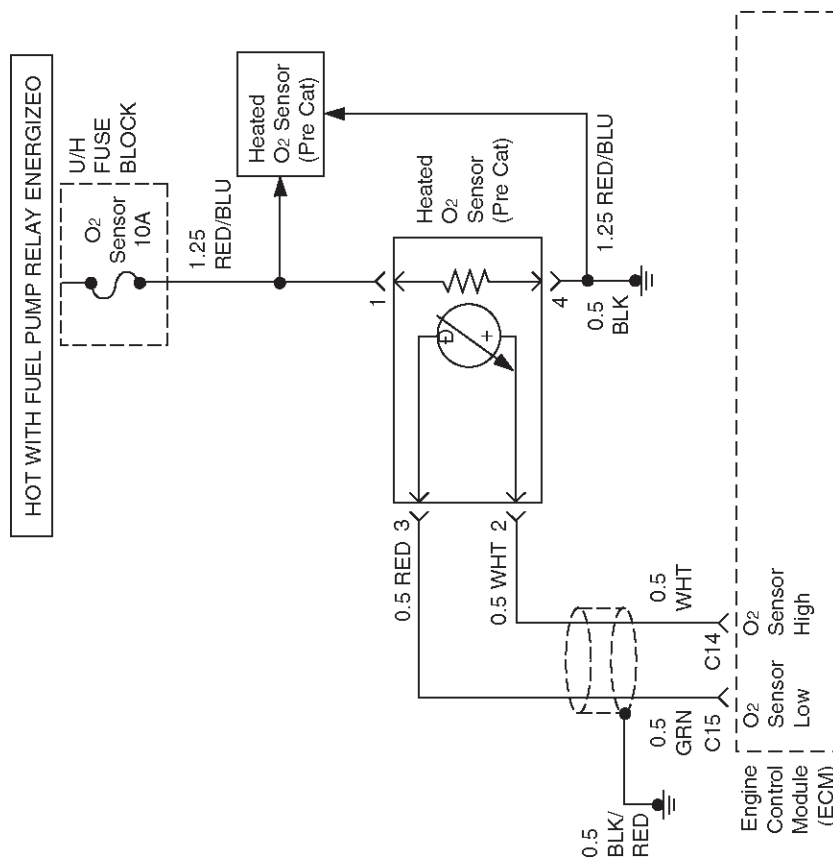 HOT WITH FUEL PUMP RELAY ENERGIZEO
U/H
FUSE
BLOCK
O2
Sensor
10A
1.25
RED/BLU
Heated
O2 Sensor
(Pre Cat)
Heated
O2
Sensor
(Pre Cat)
1.25 RED/BLU
1
4
0.5
BLK
Đ
+
0.5 RED 3
0.5 WHT 2
0.5
WHT
0.5
GRN
C14
C15
0.5
BLK/
RED
O2
Sensor
High
O2
Sensor
Low
Engine
Control
Module
(ECM)